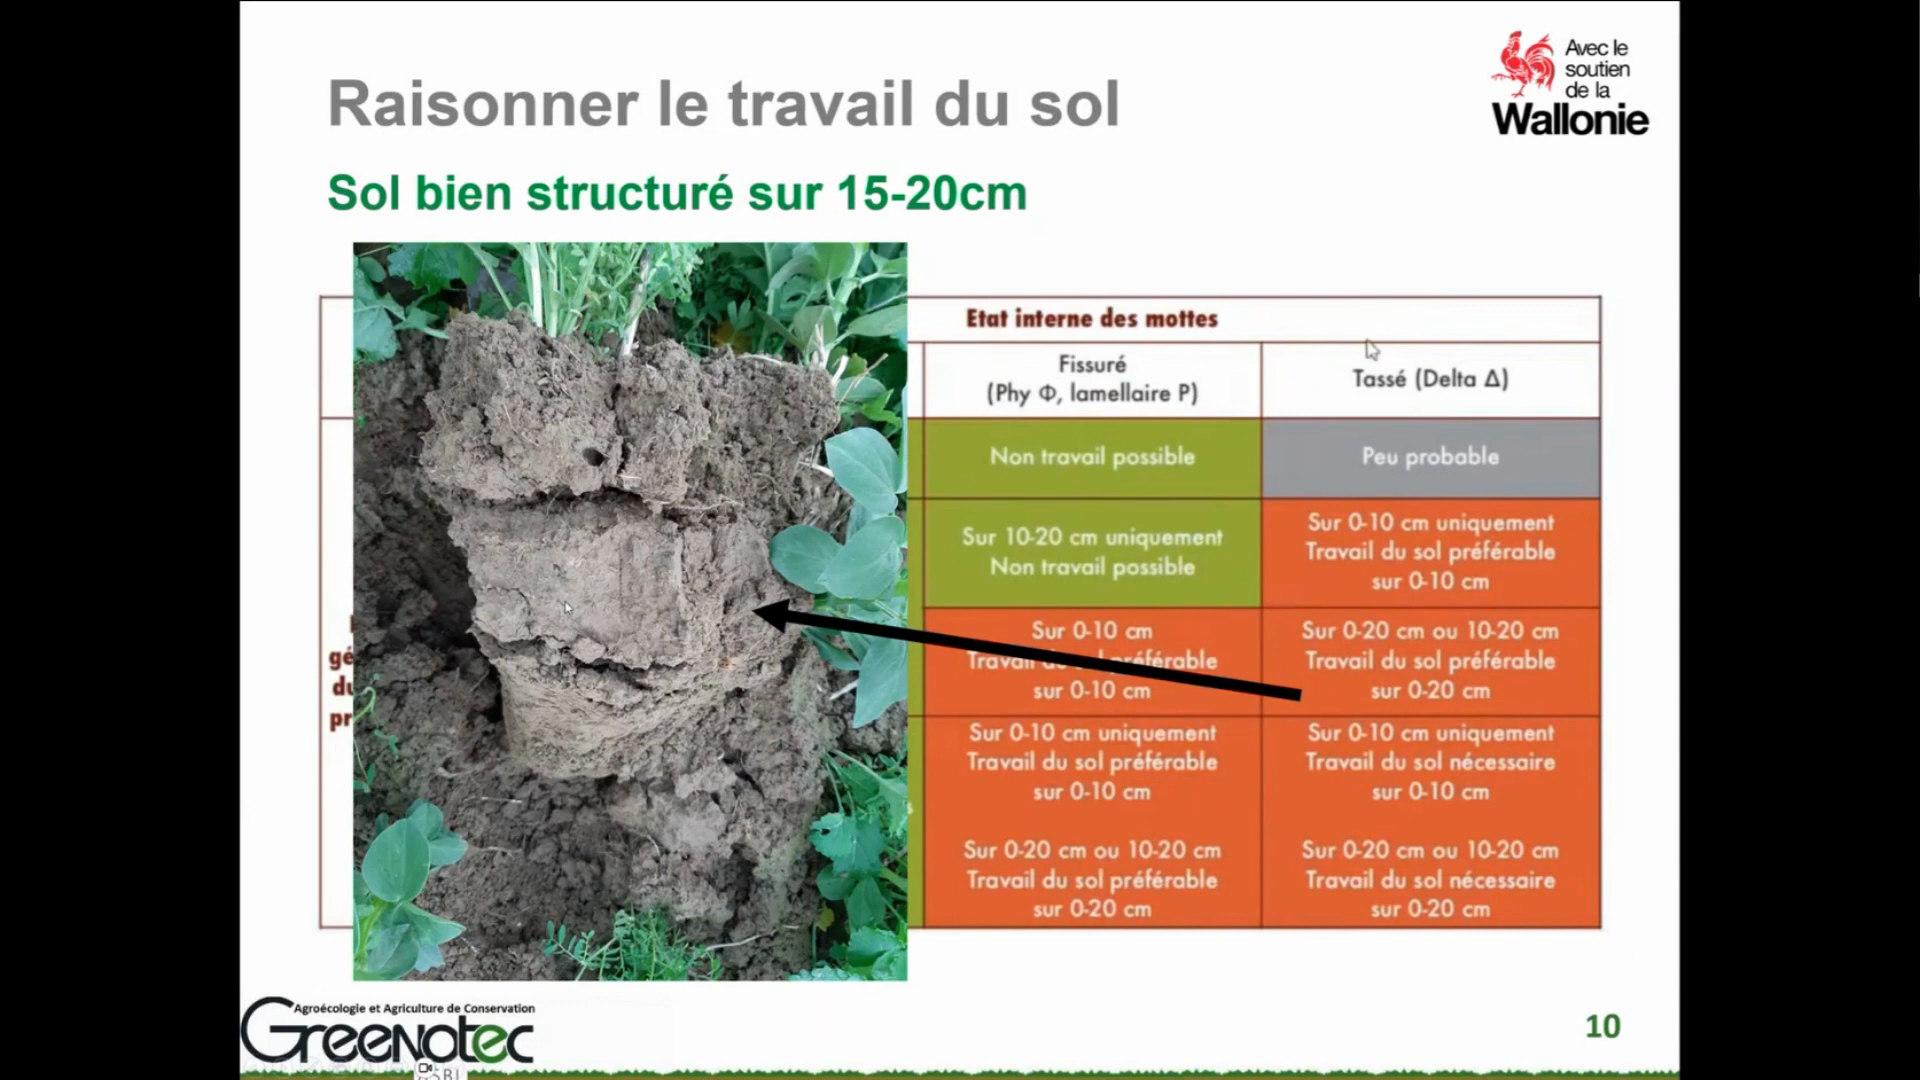 Raisonner le travail du sol
Avec le
soutien
de la
Wallonie
Sol bien structuré sur 15-20cm
Etat interne des mottes
Fissuré
(Phy Φ, lamellaire P)
Tassé (Delta Δ)
Non travail possible
Peu probable
Sur 10-20 cm uniquement
Non travail possible
Sur 0-10 cm uniquement
Travail du sol préférable
sur 0-10 cm
gé
du
pr
Sur 0-10 cm
Travail du sol préférable
sur 0-10 cm
Sur 0-20 cm ou 10-20 cm
Travail du sol préférable
sur 0-20 cm
Sur 0-10 cm uniquement
Travail du sol préférable
sur 0-10 cm
Sur 0-20 cm ou 10-20 cm
Travail du sol préférable
sur 0-20 cm
Sur 0-10 cm uniquement
Travail du sol nécessaire
sur 0-10 cm
Sur 0-20 cm ou 10-20 cm
Travail du sol nécessaire
sur 0-20 cm
Agroécologie et Agriculture de Conservation
Greenotec
10